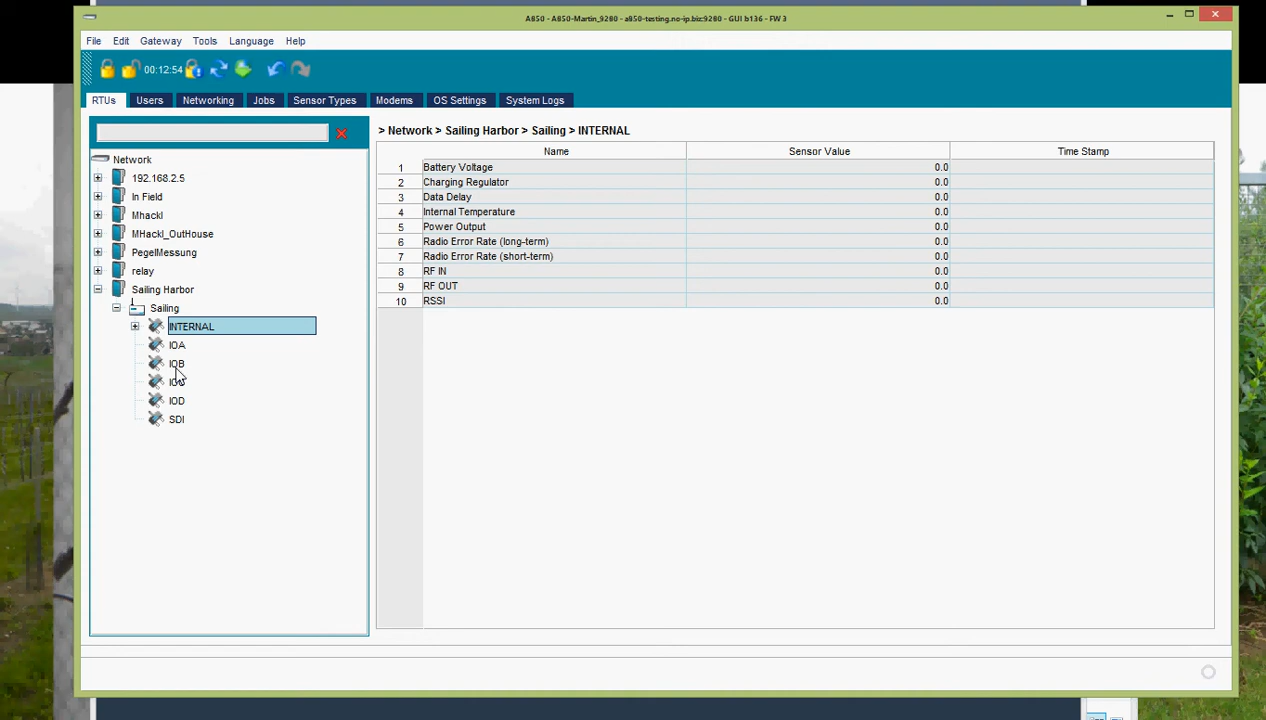 A850 - A850-Martin_9280 - a850-testing.no-ip.biz:9280 - GUI b136 - FW 3
File Edit Gateway Tools Language Help
00:12:54
RTUs Users Networking Jobs Sensor Types Modems OS Settings System Logs
Network
192.168.2.5
In Field
Mhackl
MHackl_OutHouse
PegelMessung
relay
Sailing Harbor
Sailing
INTERNAL
IOA
IOB
IOD
SDI
> Network > Sailing Harbor > Sailing > INTERNAL
Name Sensor Value Time Stamp
1 Battery Voltage 0.0
2 Charging Regulator 0.0
3 Data Delay 0.0
4 Internal Temperature 0.0
5 Power Output 0.0
6 Radio Error Rate (long-term) 0.0
7 Radio Error Rate (short-term) 0.0
8 RF IN 0.0
9 RF OUT 0.0
10 RSSI 0.0